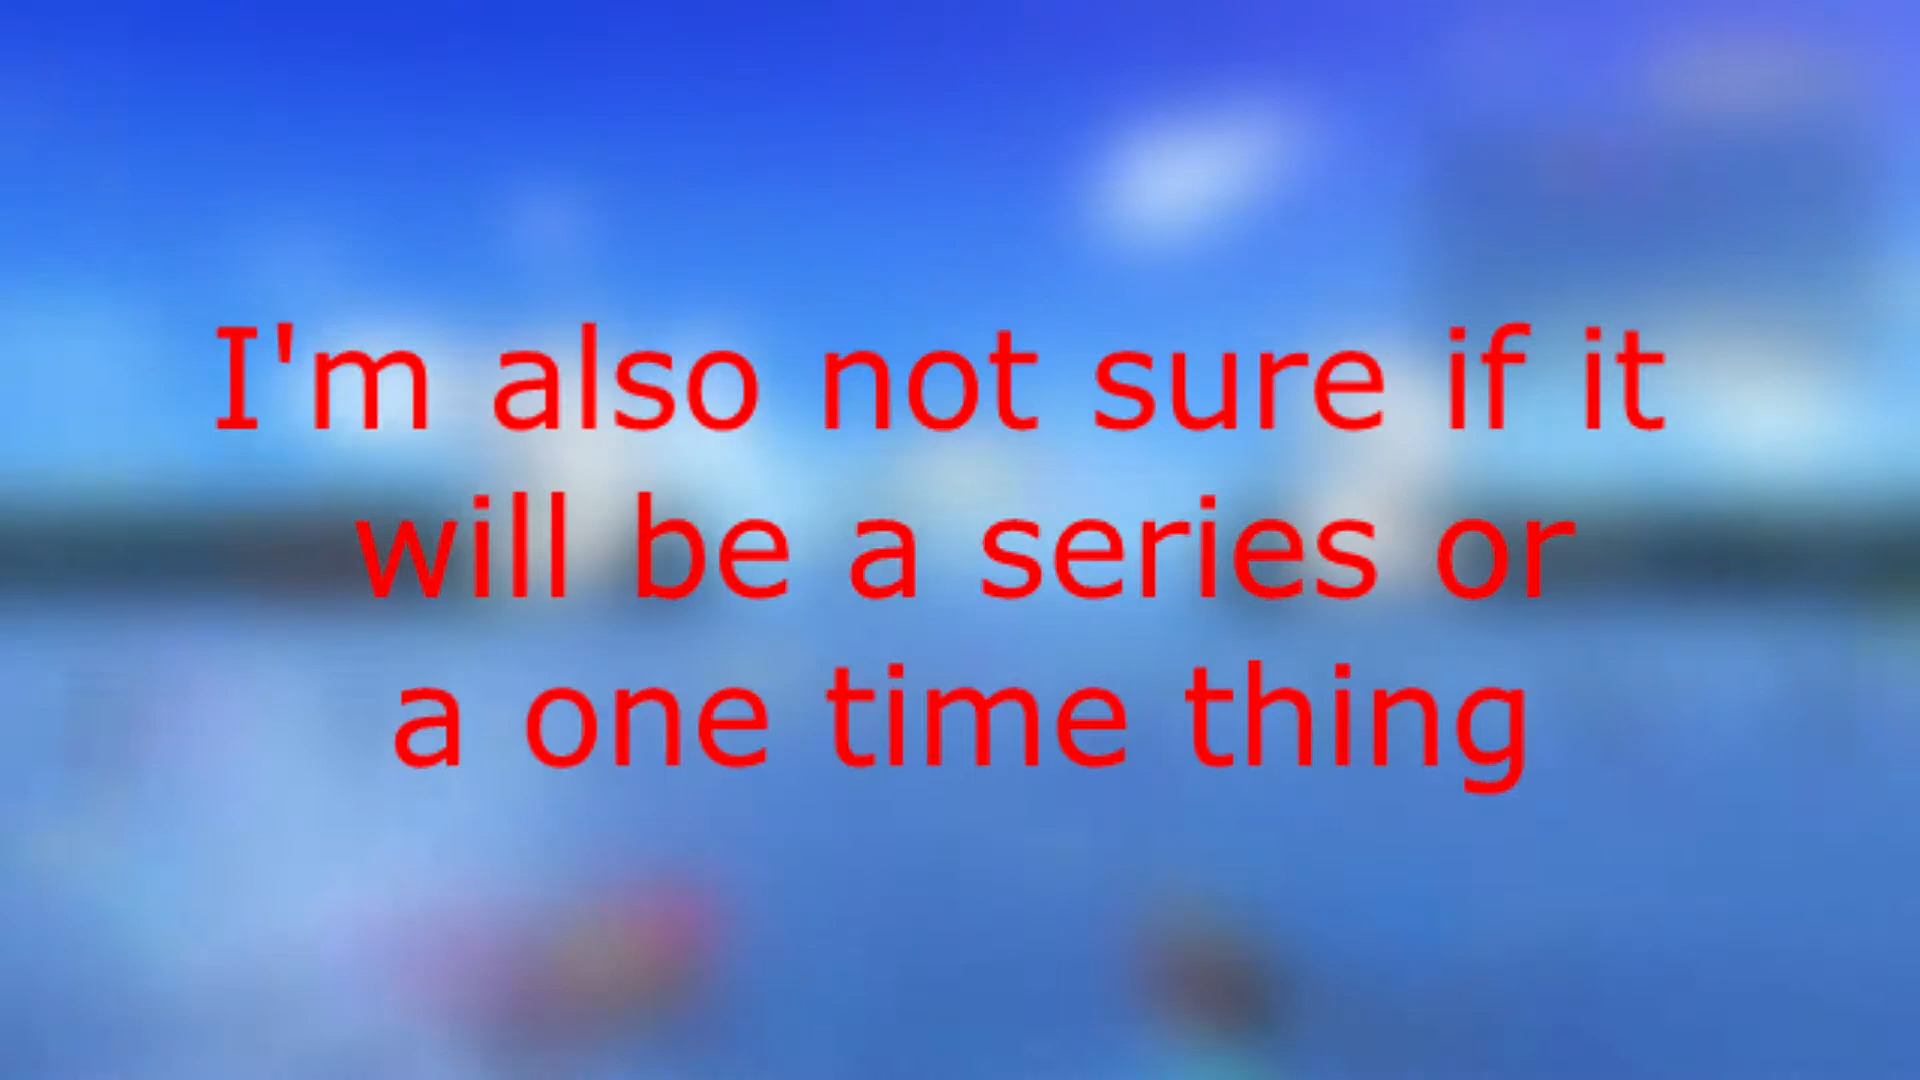 I'm also not sure if it
will be a series or
a one time thing